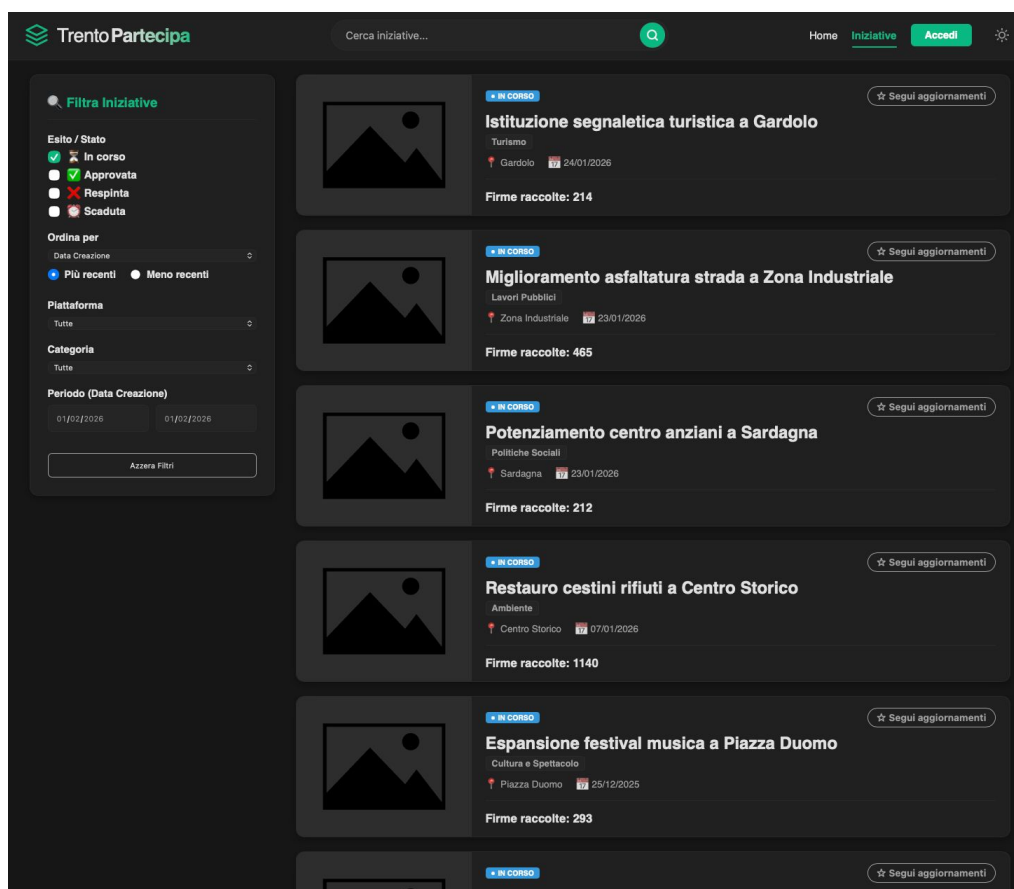 Trento Partecipa
Cerca iniziative...
Home Iniziative Accedi
Filtra Iniziative
Esito / Stato
In corso
Approvata
Respinta
Scaduta
Ordina per
Data Creazione
Più recenti Meno recenti
Piattaforma
Tutte
Categoria
Tutte
Periodo (Data Creazione)
01/02/2026 01/02/2026
Azzera Filtri
• IN CORSO
☆ Segui aggiornamenti
Istituzione segnaletica turistica a Gardolo
Turismo
Gardolo 24/01/2026
Firme raccolte: 214
• IN CORSO
☆ Segui aggiornamenti
Miglioramento asfaltatura strada a Zona Industriale
Lavori Pubblici
Zona Industriale 23/01/2026
Firme raccolte: 465
• IN CORSO
☆ Segui aggiornamenti
Potenziamento centro anziani a Sardagna
Politiche Sociali
Sardagna 23/01/2026
Firme raccolte: 212
• IN CORSO
☆ Segui aggiornamenti
Restauro cestini rifiuti a Centro Storico
Ambiente
Centro Storico 07/01/2026
Firme raccolte: 1140
• IN CORSO
☆ Segui aggiornamenti
Espansione festival musica a Piazza Duomo
Cultura e Spettacolo
Piazza Duomo 25/12/2025
Firme raccolte: 293
• IN CORSO
☆ Segui aggiornamenti